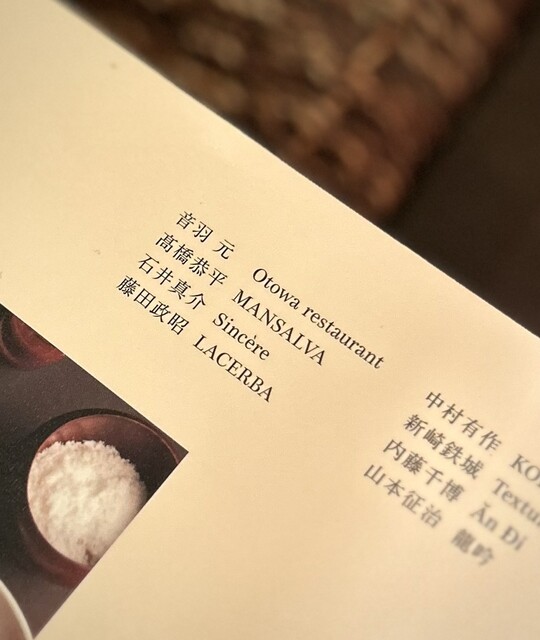 音羽 元 Otowa restaurant
髙橋恭平 MANSALVA
石井真介 Sincère
藤田政昭 LACERBA
中村有作
新崎鉄城
内藤千博 Ăn Đi
山本征治 龍吟